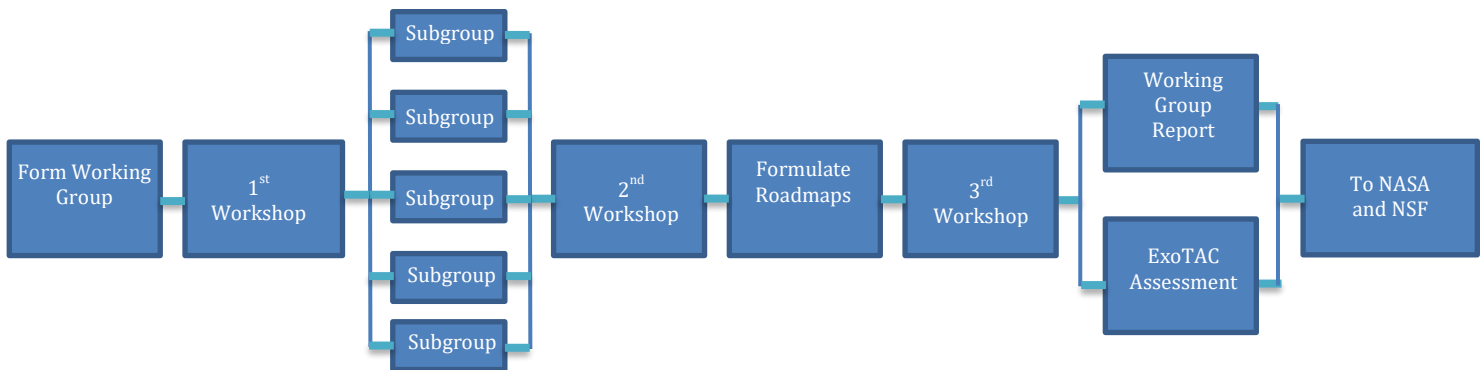 Form Working
Group
1st
Workshop
Subgroup
Subgroup
Subgroup
Subgroup
Subgroup
2nd
Workshop
Formulate
Roadmaps
3rd
Workshop
Working
Group
Report
ExoTAC
Assessment
To NASA
and NSF